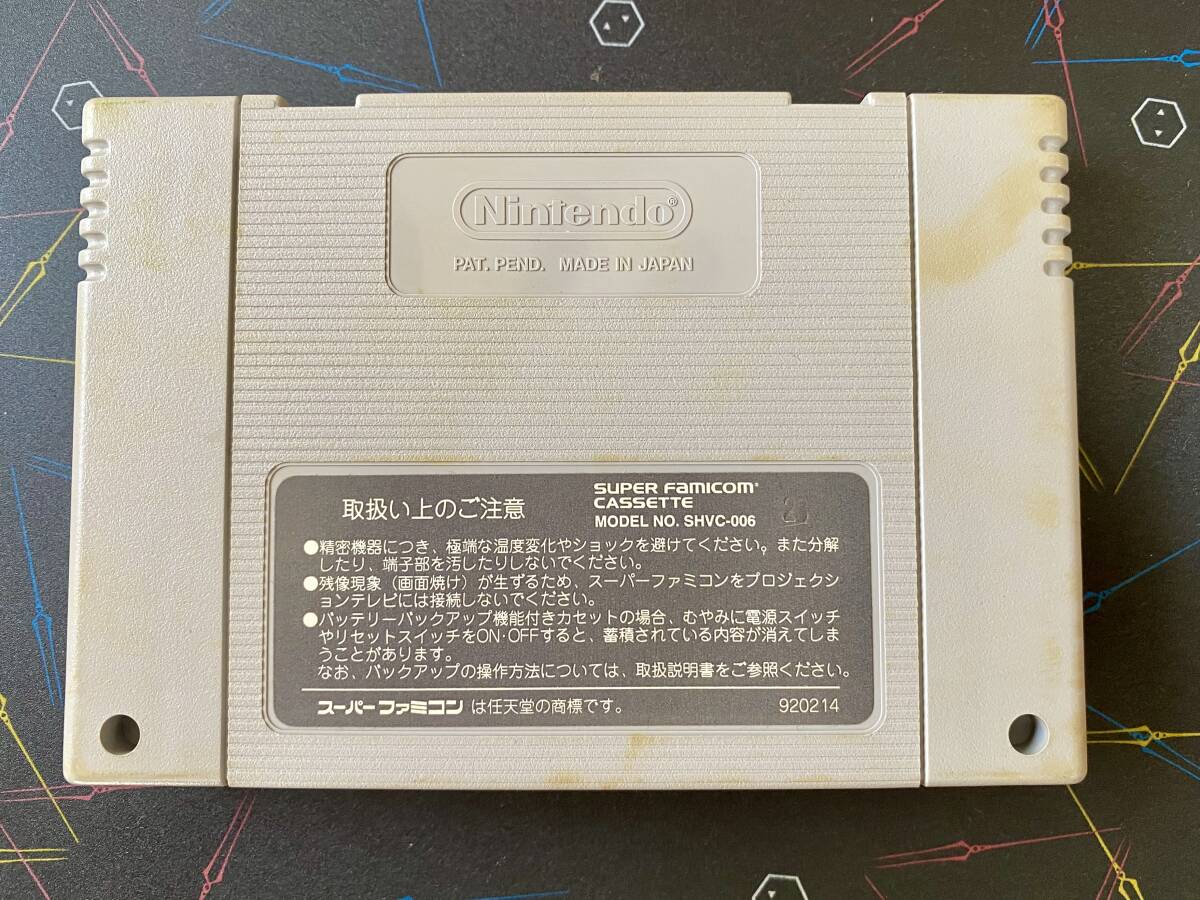 Nintendo®
PAT. PEND. MADE IN JAPAN
取扱い上のご注意
SUPER FAMICOM®
CASSETTE
MODEL NO. SHVC-006
●精密機器につき、極端な温度変化やショックを避けてください。また分解
したり、端子部を汚したりしないでください。
●残像現象（画面焼け）が生ずるため、スーパーファミコンをプロジェクシ
ョンテレビには接続しないでください。
●バッテリーバックアップ機能付きカセットの場合、むやみに電源スイッチ
やリセットスイッチをON・OFFすると、蓄積されている内容が消えてしま
うことがあります。
なお、バックアップの操作方法については、取扱説明書をご参照ください。
スーパーファミコン は任天堂の商標です。
920214